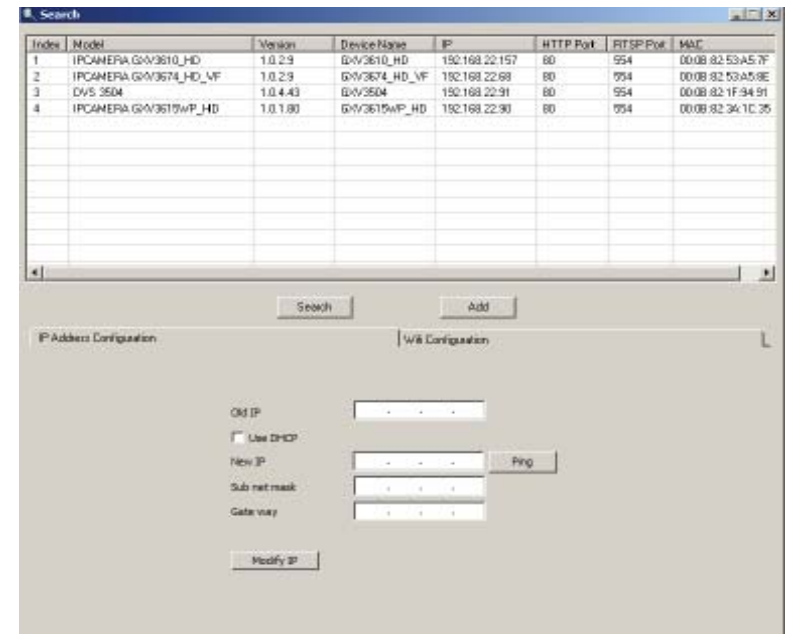 Search
Index Model Version Device Name IP HTTP Port RTSP Port MAC
1 IPCAMERA.GXV3610_HD 1.0.2.9 GXV3610_HD 192.168.22.157 80 554 00:0B:82:53:A5:7F
2 IPCAMERA.GXV3674_HD_VF 1.0.2.9 GXV3674_HD_VF 192.168.22.68 80 554 00:0B:82:53:A5:8E
3 DVS 3504 1.0.4.43 GXV3504 192.168.22.91 80 554 00:0B:82:1F:94:91
4 IPCAMERA.GXV3615WP_HD 1.0.1.80 GXV3615WP_HD 192.168.22.90 80 554 00:0B:82:3A:1C:35
Search Add
IP Address Configuration Wifi Configuration
Old IP
Use DHCP
New IP Ping
Sub net mask
Gate way
Modify IP